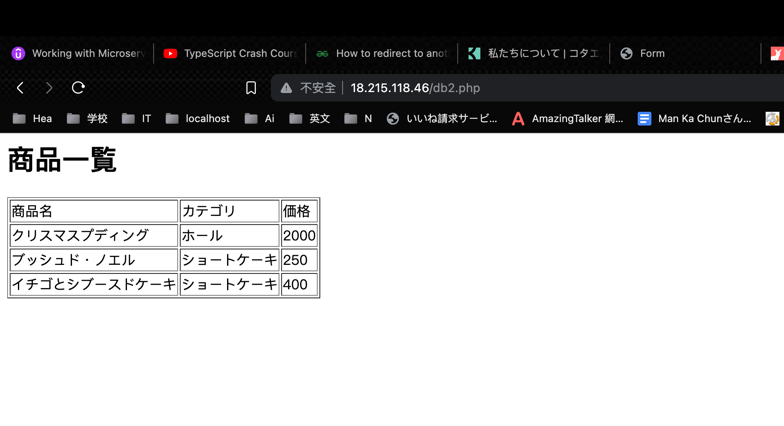 Working with Microserv
TypeScript Crash Cours
How to redirect to anot
私たちについて | コタエ
Form
不安全 18.215.118.46/db2.php
Hea 学校 IT localhost Ai 英文 N いいね請求サービ... AmazingTalker 網... Man Ka Chunさん...
商品一覧
商品名 カテゴリ 価格
クリスマスプディング ホール 2000
ブッシュド・ノエル ショートケーキ 250
イチゴとシブースドケーキ ショートケーキ 400